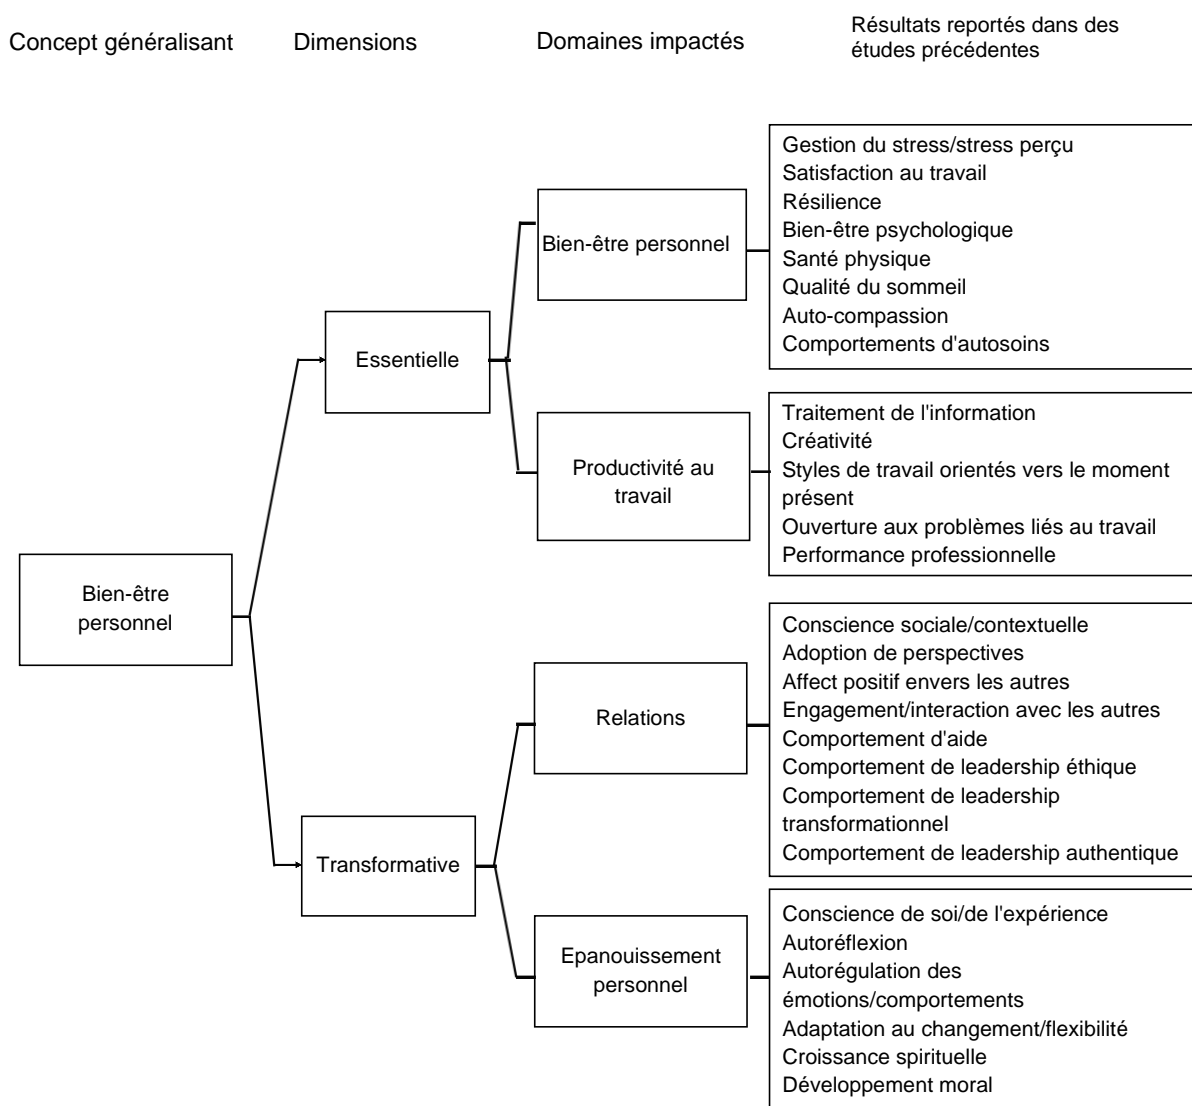 Concept généralisant
Dimensions
Domaines impactés
Résultats reportés dans des
études précédentes
Bien-être
personnel
Essentielle
Bien-être personnel
Gestion du stress/stress perçu
Satisfaction au travail
Résilience
Bien-être psychologique
Santé physique
Qualité du sommeil
Auto-compassion
Comportements d'autosoins
Productivité au
travail
Traitement de l'information
Créativité
Styles de travail orientés vers le moment
présent
Ouverture aux problèmes liés au travail
Performance professionnelle
Transformative
Relations
Conscience sociale/contextuelle
Adoption de perspectives
Affect positif envers les autres
Engagement/interaction avec les autres
Comportement d'aide
Comportement de leadership éthique
Comportement de leadership
transformationnel
Comportement de leadership authentique
Epanouissement
personnel
Conscience de soi/de l'expérience
Autoréflexion
Autorégulation des
émotions/comportements
Adaptation au changement/flexibilité
Croissance spirituelle
Développement moral